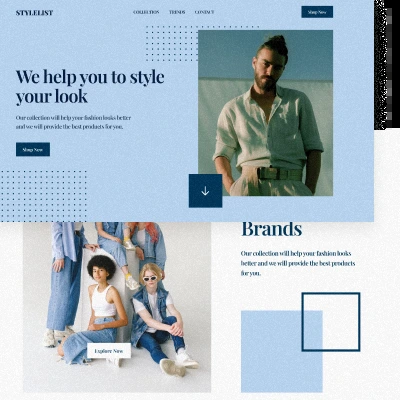 STYLELIST
COLLECTION TRENDS CONTACT Shop Now
We help you to style
your look
Our collection will help your fashion looks better
and we will provide the best products for you.
Shop Now
Brands
Our collection will help your fashion looks
better and we will provide the best products
for you.
Explore Now